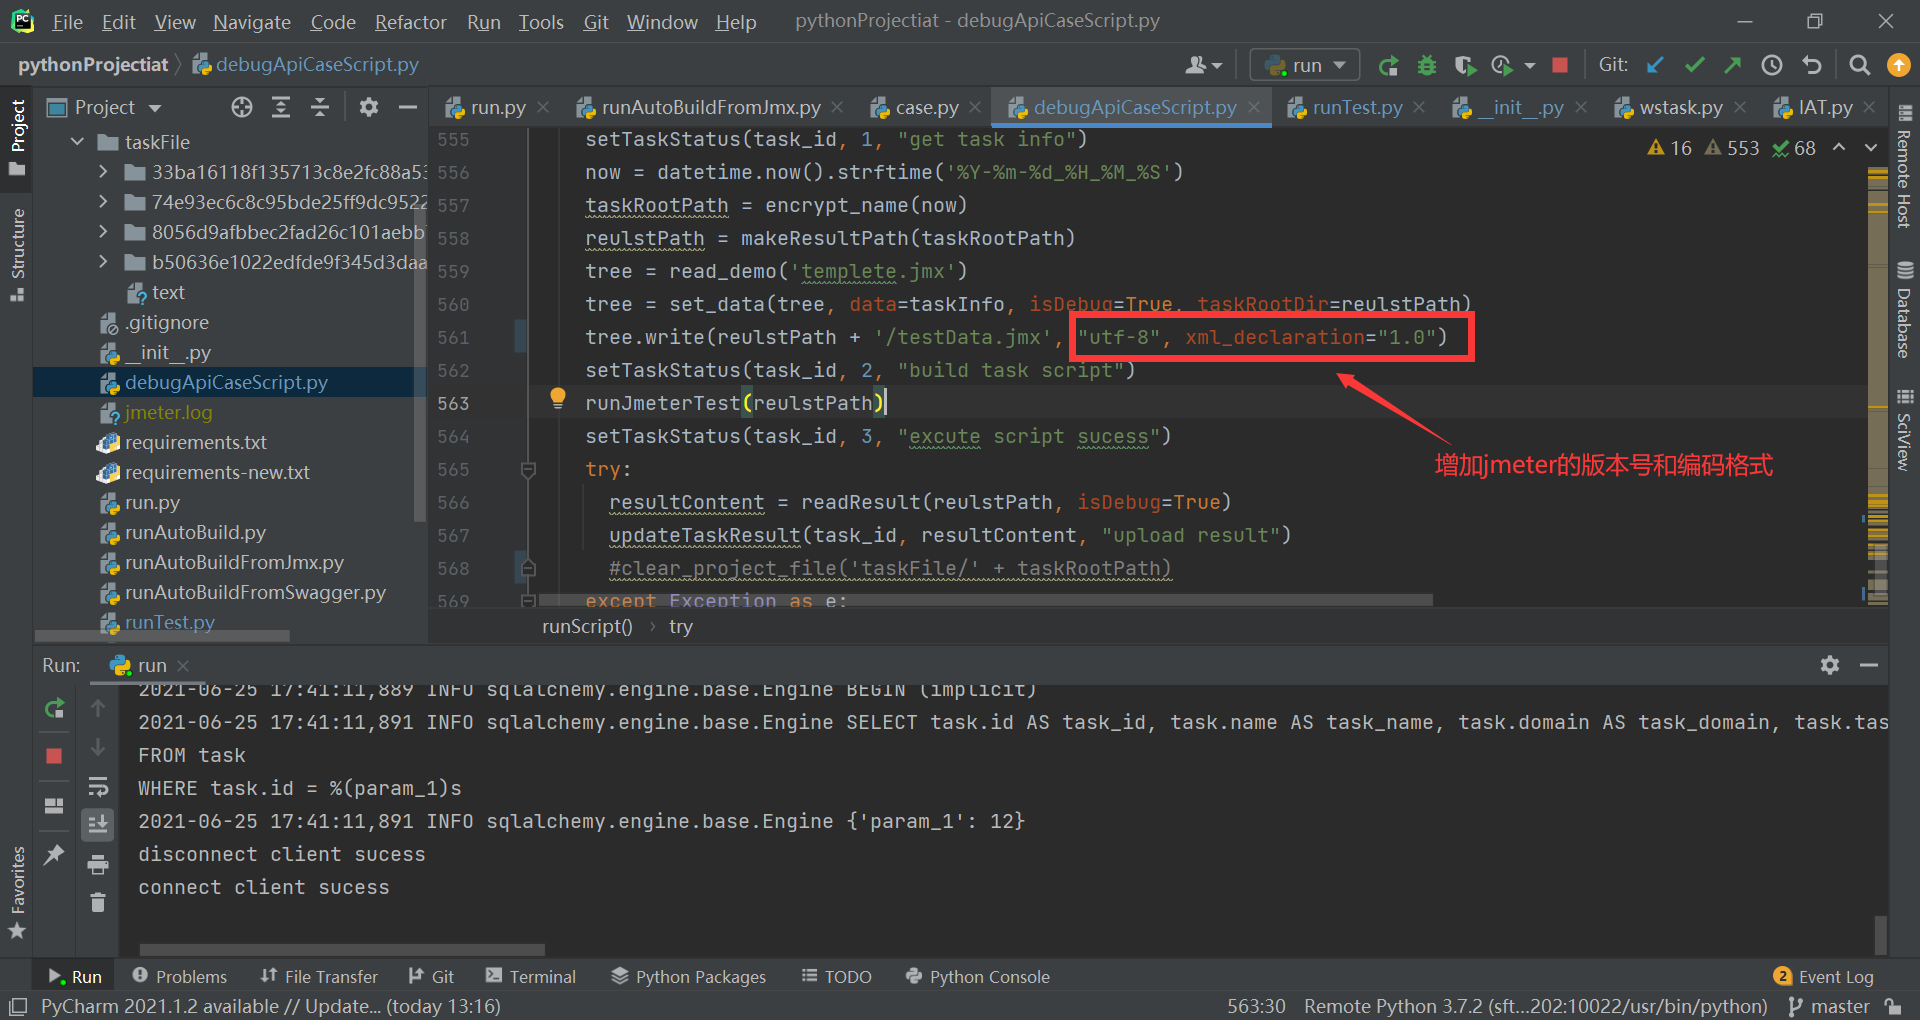 File Edit View Navigate Code Refactor Run Tools Git Window Help pythonProjectiat - debugApiCaseScript.py
pythonProjectiat debugApiCaseScript.py run Git:
Project
run.py runAutoBuildFromJmx.py case.py debugApiCaseScript.py runTest.py __init__.py wstask.py IAT.py
taskFile
33ba16118f135713c8e2fc88a53
74e93ec6c8c95bde25ff9dc9522
8056d9afbbec2fad26c101aebb
b50636e1022edfde9f345d3daa
text
.gitignore
__init__.py
debugApiCaseScript.py
jmeter.log
requirements.txt
requirements-new.txt
run.py
runAutoBuild.py
runAutoBuildFromJmx.py
runAutoBuildFromSwagger.py
runTest.py
16 553 68
555 setTaskStatus(task_id, 1, "get task info")
556 now = datetime.now().strftime('%Y-%m-%d_%H_%M_%S')
557 taskRootPath = encrypt_name(now)
558 reulstPath = makeResultPath(taskRootPath)
559 tree = read_demo('templete.jmx')
560 tree = set_data(tree, data=taskInfo, isDebug=True, taskRootDir=reulstPath)
561 tree.write(reulstPath + '/testData.jmx', "utf-8", xml_declaration="1.0")
562 setTaskStatus(task_id, 2, "build task script")
563 runJmeterTest(reulstPath)
564 setTaskStatus(task_id, 3, "excute script sucess")
565 try:
566 resultContent = readResult(reulstPath, isDebug=True)
567 updateTaskResult(task_id, resultContent, "upload result")
568 #clear_project_file('taskFile/' + taskRootPath)
569 except Exception as e:
增加jmeter的版本号和编码格式
runScript() try
Project
Structure
Favorites
Remote Host
Database
SciView
Run: run
2021-06-25 17:41:11,889 INFO sqlalchemy.engine.base.Engine BEGIN (implicit)
2021-06-25 17:41:11,891 INFO sqlalchemy.engine.base.Engine SELECT task.id AS task_id, task.name AS task_name, task.domain AS task_domain, task.tas
FROM task
WHERE task.id = %(param_1)s
2021-06-25 17:41:11,891 INFO sqlalchemy.engine.base.Engine {'param_1': 12}
disconnect client sucess
connect client sucess
Run Problems File Transfer Git Terminal Python Packages TODO Python Console 2 Event Log
PyCharm 2021.1.2 available // Update... (today 13:16) 563:30 Remote Python 3.7.2 (sft...202:10022/usr/bin/python) master